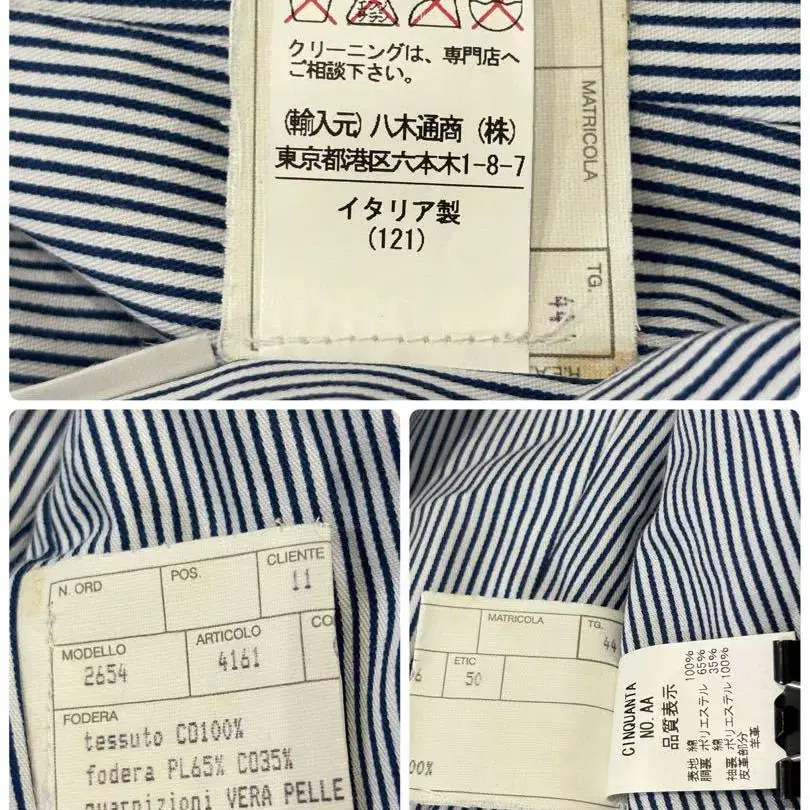 クリーニングは、専門店へ
ご相談下さい。
(輸入元) 八木通商 (株)
東京都港区六本木1-8-7
イタリア製
(121)
MATRICOLA
TG.
44
N. ORD
POS.
CLIENTE
11
MODELLO
2654
ARTICOLO
4161
FODERA
tessuto CO100%
fodera PL65% CO35%
guarnizioni VERA PELLE
MATRICOLA
TG.
44
ETIC
50
CINQUANTA
NO.AA
品質表示
表地 綿 100%
胴裏 ポリエステル 65%
綿 35%
袖裏 ポリエステル 100%
皮革部分
羊革